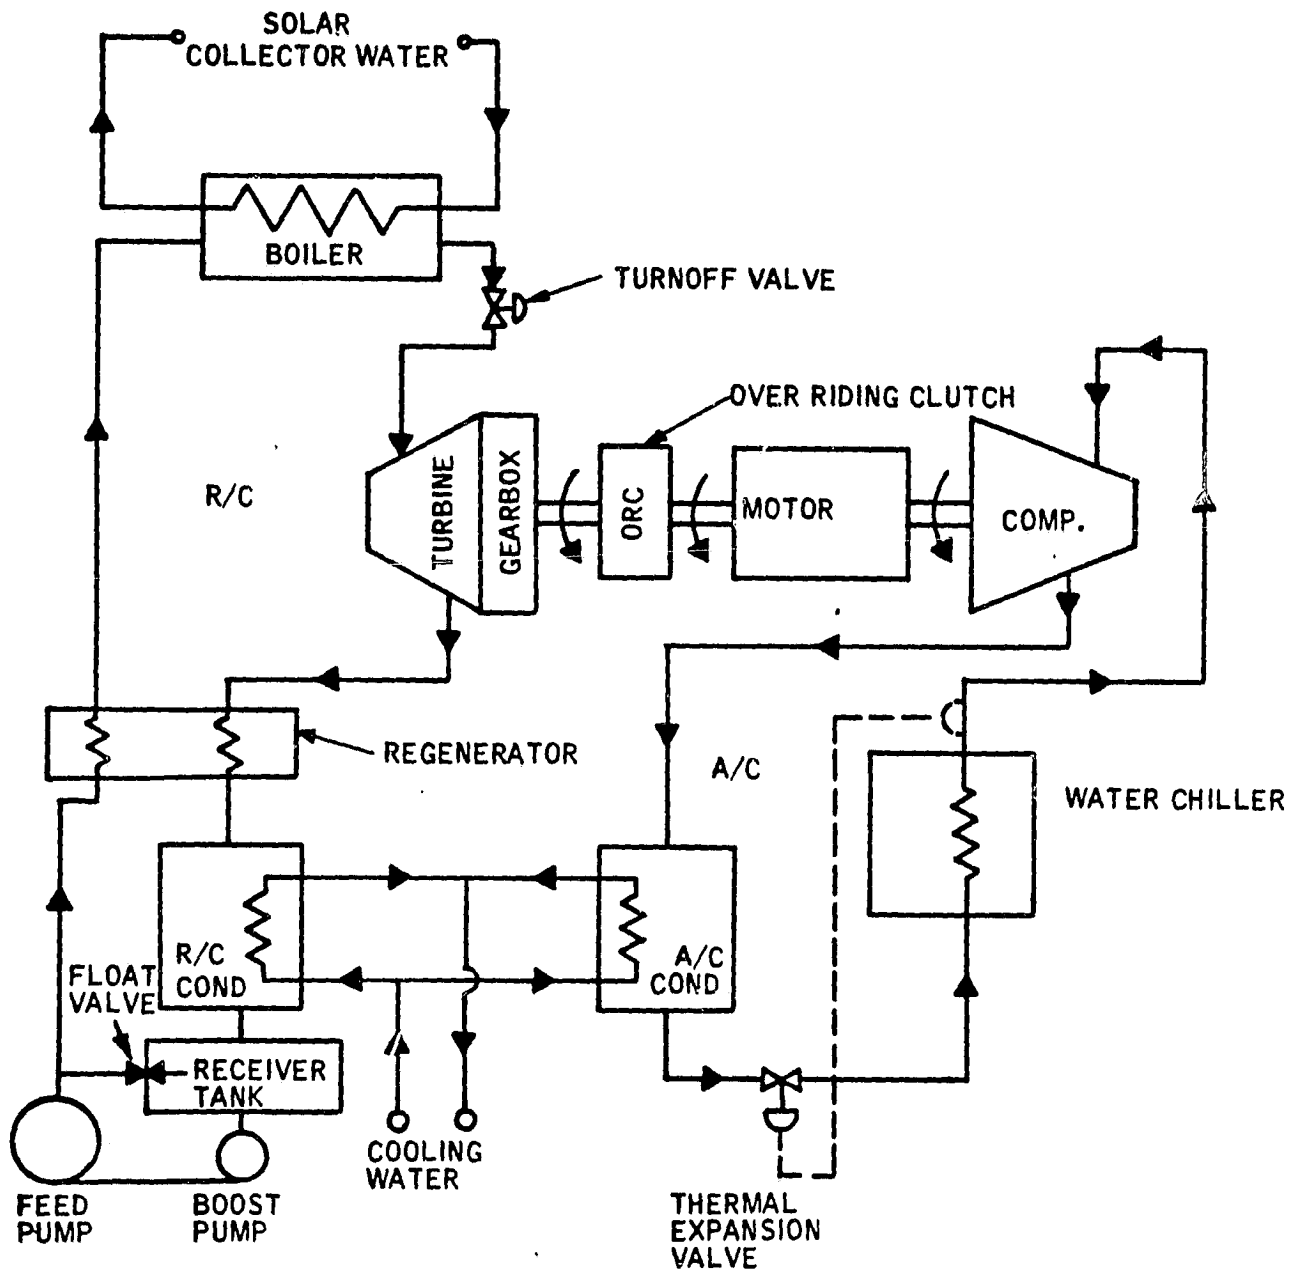 SOLAR
COLLECTOR WATER
BOILER
TURNOFF VALVE
OVER RIDING CLUTCH
R/C
TURBINE
GEARBOX
ORC
MOTOR
COMP.
REGENERATOR
A/C
WATER CHILLER
R/C
COND
A/C
COND
FLOAT
VALVE
RECEIVER
TANK
COOLING
WATER
FEED
PUMP
BOOST
PUMP
THERMAL
EXPANSION
VALVE